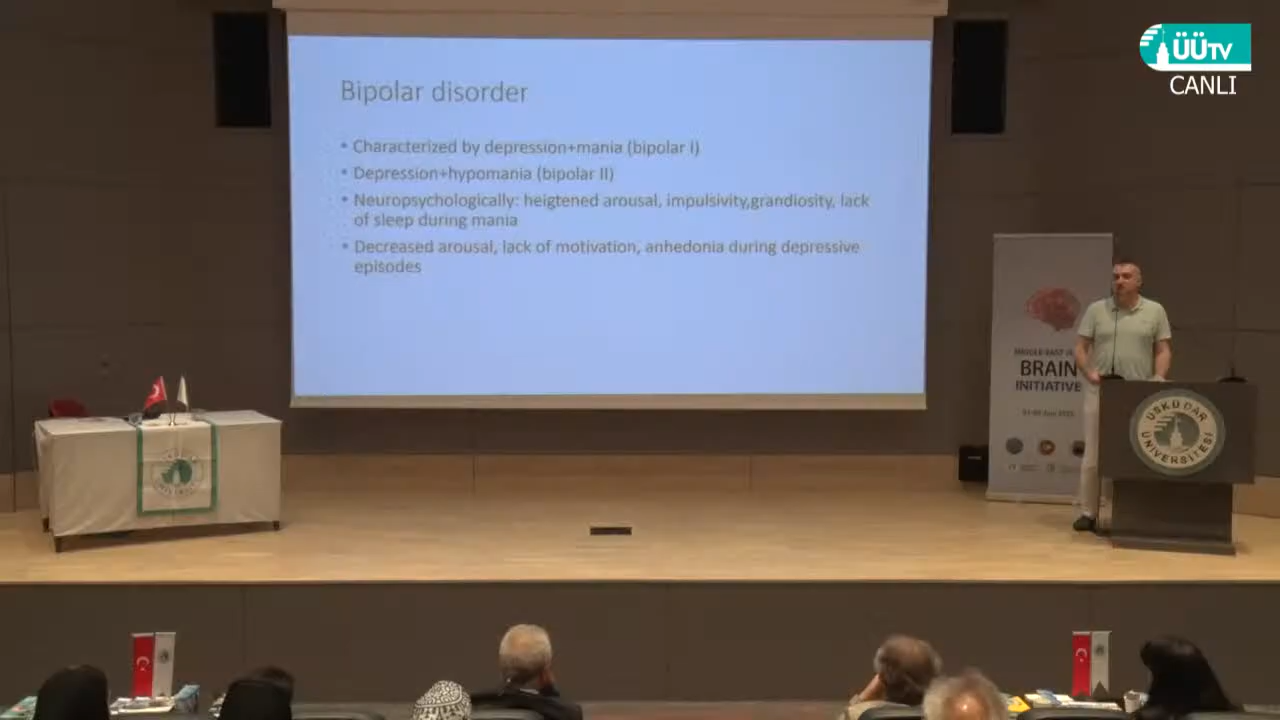 Bipolar disorder
• Characterized by depression+mania (bipolar I)
• Depression+hypomania (bipolar II)
• Neuropsychologically: heigtened arousal, impulsivity,grandiosity, lack
of sleep during mania
• Decreased arousal, lack of motivation, anhedonia during depressive
episodes
ÜÜTV
CANLI
MIDDLE EAST
BRAIN
INITIATIVE
ÜSKÜDAR
ÜNİVERSİTESİ